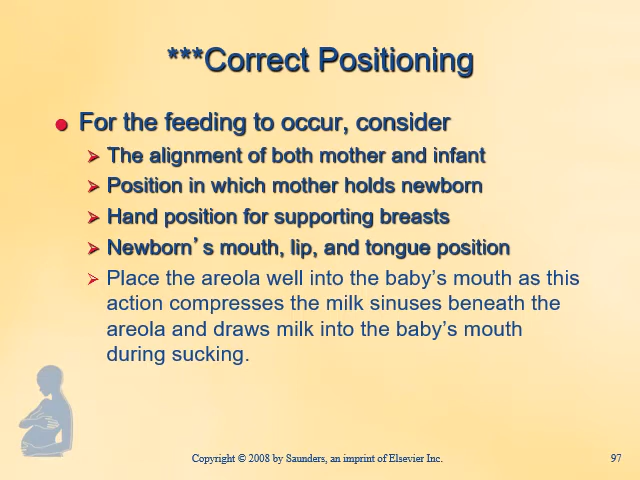 ***Correct Positioning
For the feeding to occur, consider
The alignment of both mother and infant
Position in which mother holds newborn
Hand position for supporting breasts
Newborn’s mouth, lip, and tongue position
Place the areola well into the baby’s mouth as this
action compresses the milk sinuses beneath the
areola and draws milk into the baby’s mouth
during sucking.
Copyright © 2008 by Saunders, an imprint of Elsevier Inc.
97